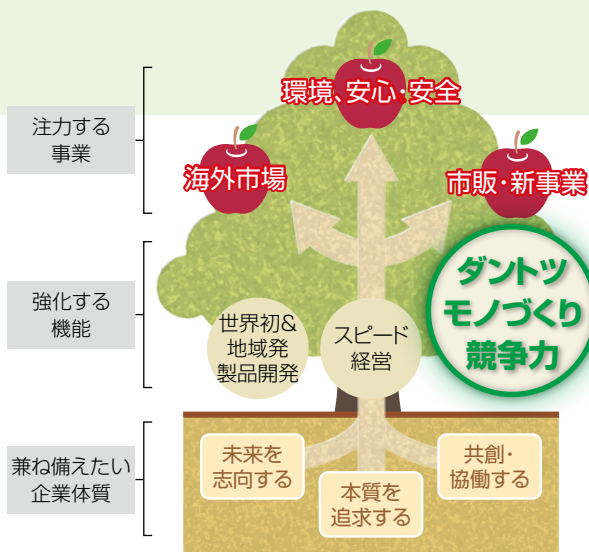 注力する
事業
環境、安心・安全
海外市場
市販・新事業
強化する
機能
世界初&
地域発
製品開発
スピード
経営
ダントツ
モノづくり
競争力
兼ね備えたい
企業体質
未来を
志向する
本質を
追求する
共創・
協働する